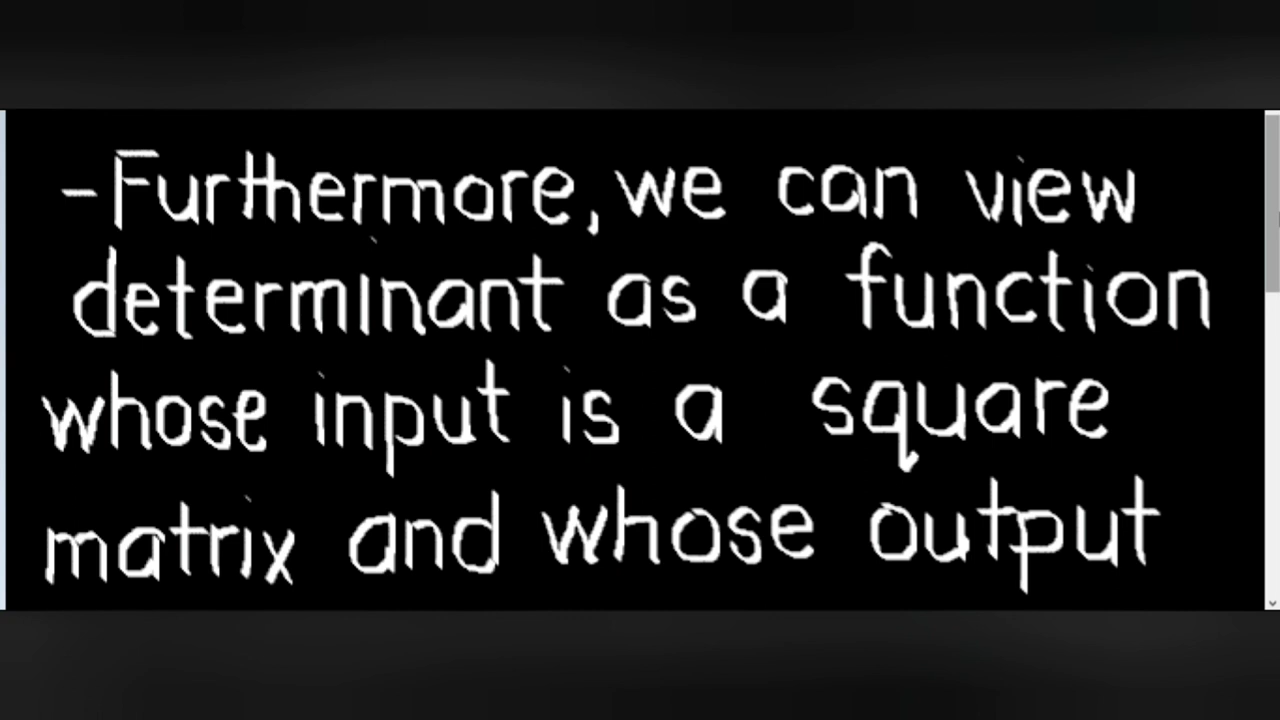 -Furthermore, we can view
determinant as a function
whose input is a square
matrix and whose output